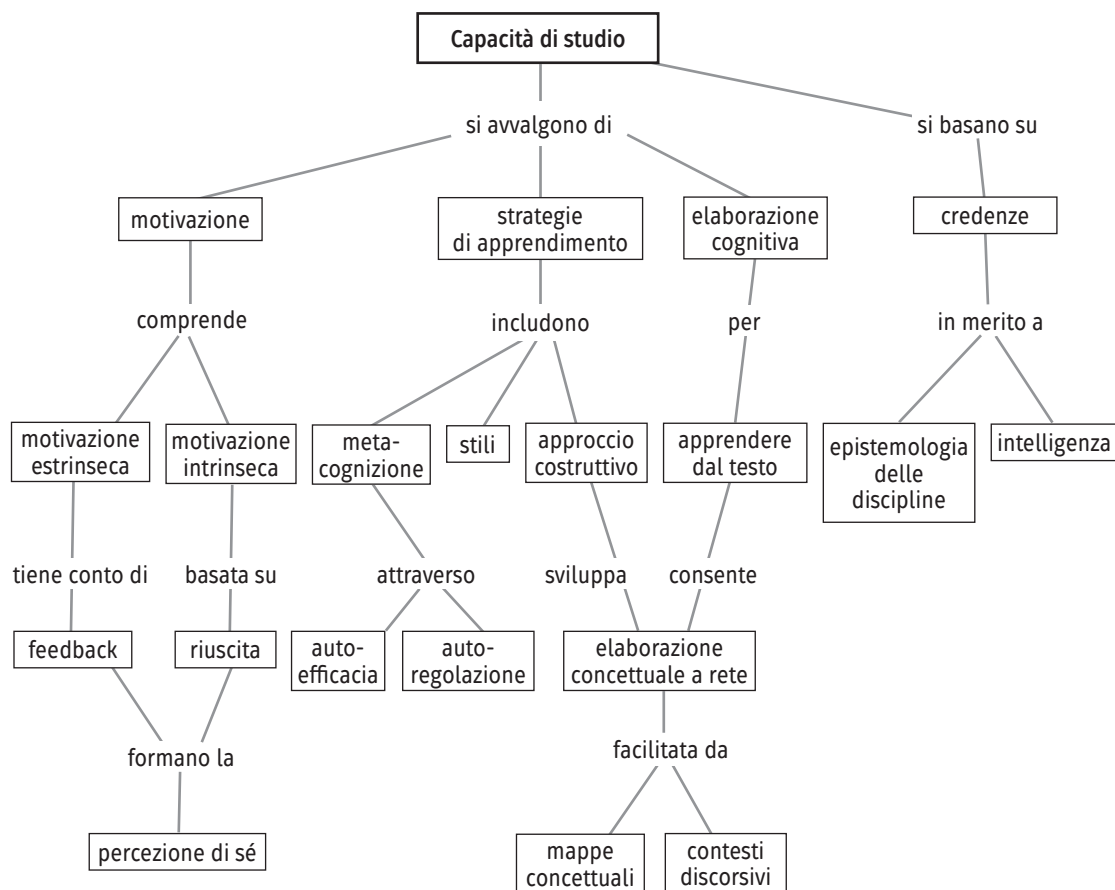 Capacità di studio
si avvalgono di
si basano su
motivazione
strategie
di apprendimento
elaborazione
cognitiva
credenze
comprende
includono
per
in merito a
motivazione
estrinseca
motivazione
intrinseca
meta-
cognizione
stili
approccio
costruttivo
apprendere
dal testo
epistemologia
delle
discipline
intelligenza
tiene conto di
basata su
attraverso
sviluppa
consente
feedback
riuscita
auto-
efficacia
auto-
regolazione
elaborazione
concettuale a rete
formano la
facilitata da
percezione di sé
mappe
concettuali
contesti
discorsivi